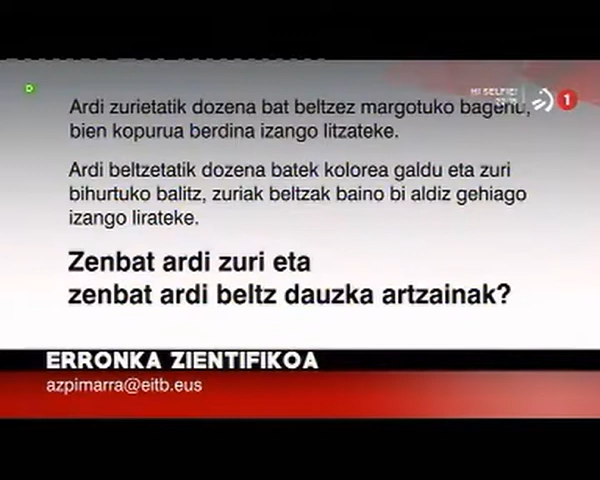 HI SELFIE!
Ardi zurietatik dozena bat beltzez margotuko bagenu,
1
bien kopurua berdina izango litzateke.
Ardi beltzetatik dozena batek kolorea galdu eta zuri
bihurtuko balitz, zuriak beltzak baino bi aldiz gehiago
izango lirateke.
Zenbat ardi zuri eta
zenbat ardi beltz dauzka artzainak?
ERRONKA ZIENTIFIKOA
azpimarra@eitb.eus